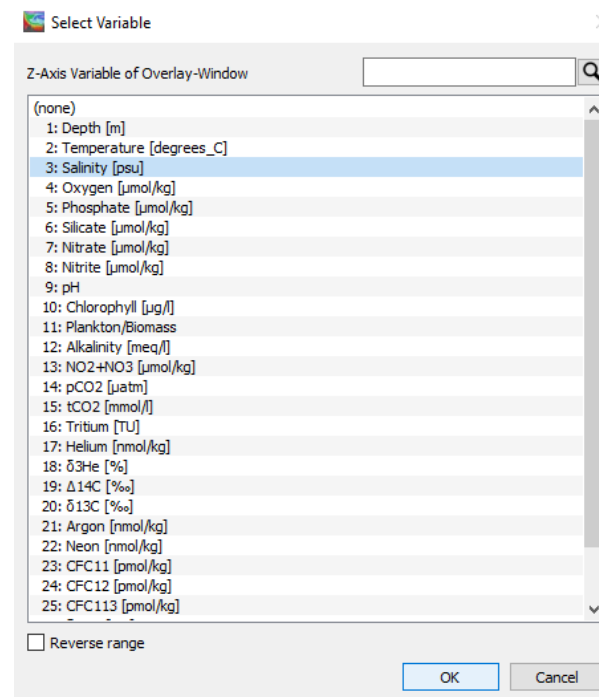 Select Variable
Z-Axis Variable of Overlay-Window
(none)
1: Depth [m]
2: Temperature [degrees_C]
3: Salinity [psu]
4: Oxygen [µmol/kg]
5: Phosphate [µmol/kg]
6: Silicate [µmol/kg]
7: Nitrate [µmol/kg]
8: Nitrite [µmol/kg]
9: pH
10: Chlorophyll [µg/l]
11: Plankton/Biomass
12: Alkalinity [meq/l]
13: NO2+NO3 [µmol/kg]
14: pCO2 [µatm]
15: tCO2 [mmol/l]
16: Tritium [TU]
17: Helium [nmol/kg]
18: δ3He [%]
19: Δ14C [‰]
20: δ13C [‰]
21: Argon [nmol/kg]
22: Neon [nmol/kg]
23: CFC11 [pmol/kg]
24: CFC12 [pmol/kg]
25: CFC113 [pmol/kg]
Reverse range
OK Cancel